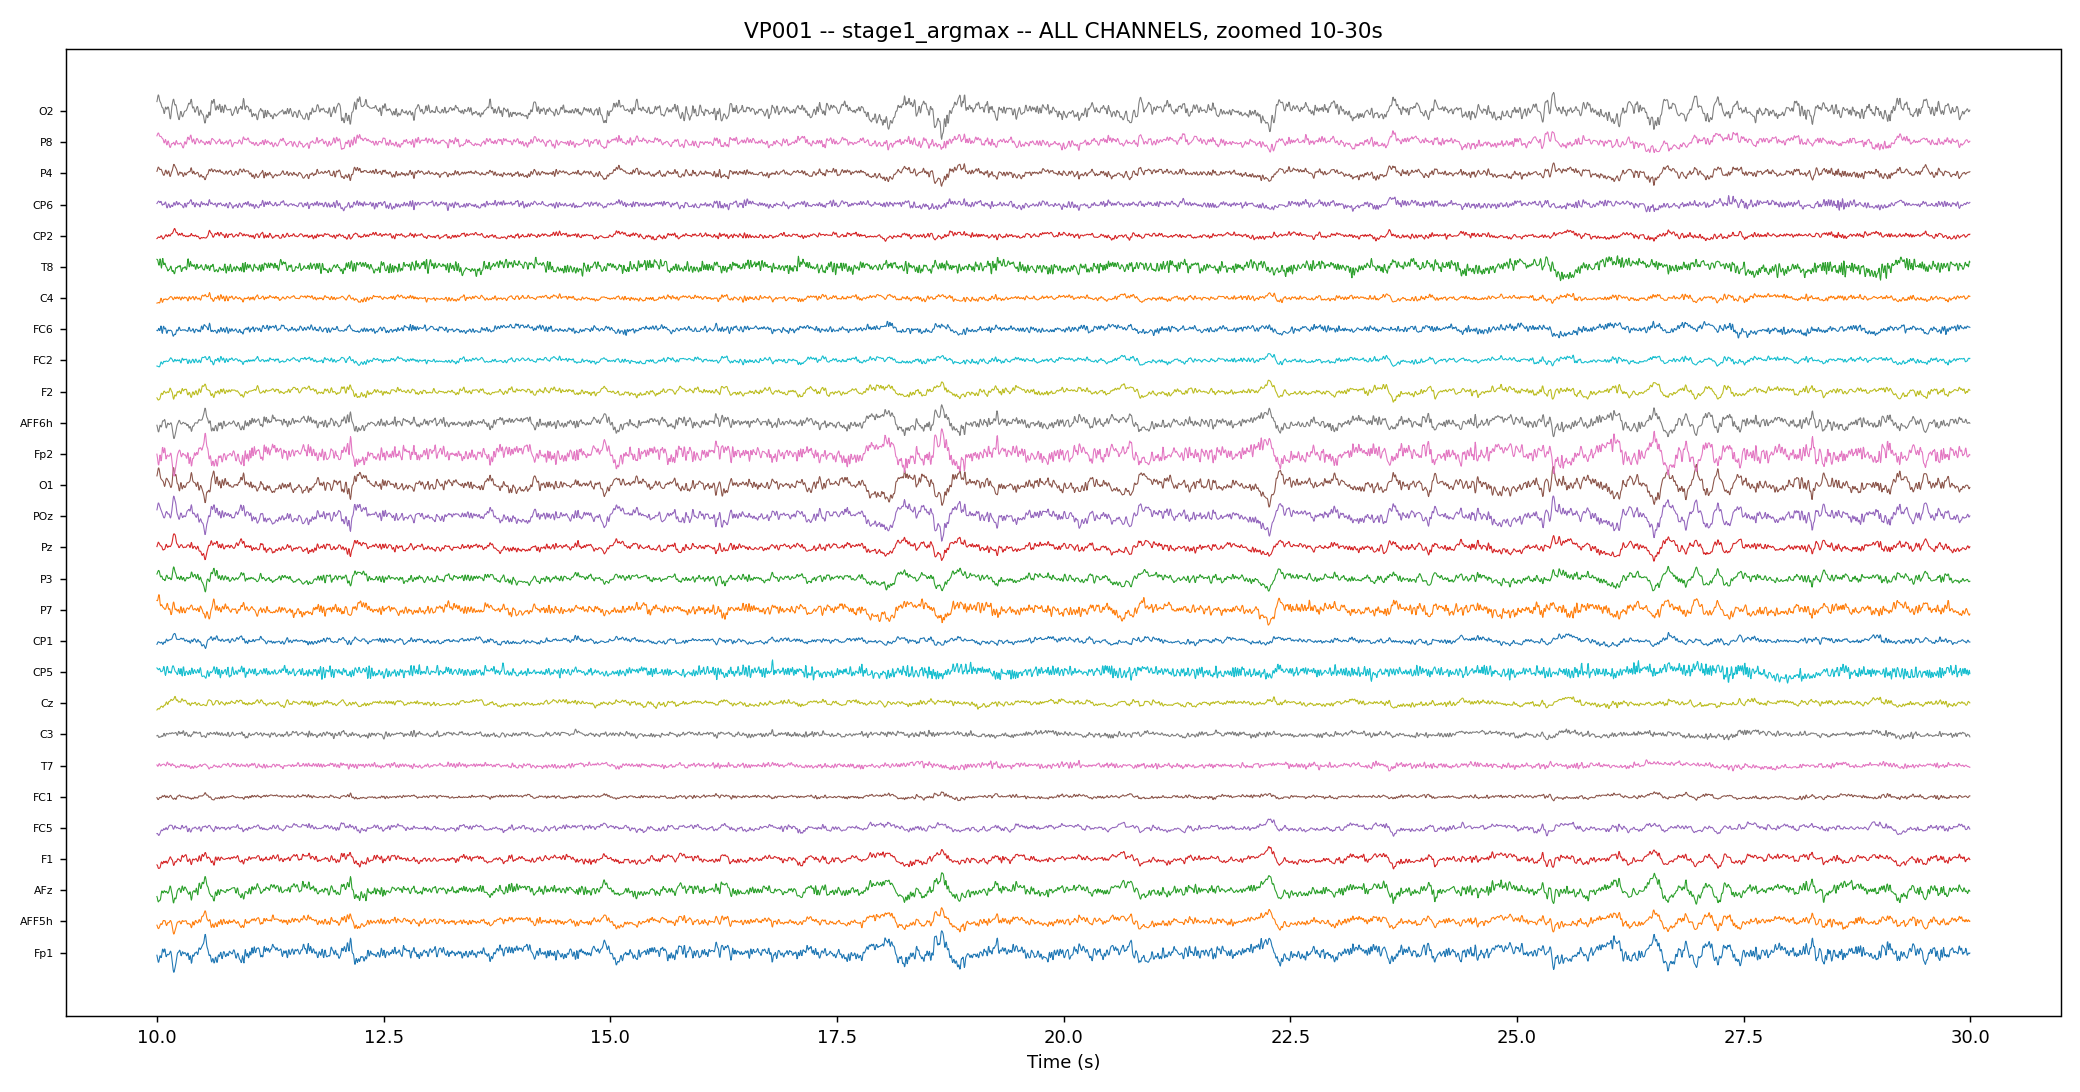 VP001 -- stage1_argmax -- ALL CHANNELS, zoomed 10-30s
O2
P8
P4
CP6
CP2
T8
C4
FC6
FC2
F2
AFF6h
Fp2
O1
POz
Pz
P3
P7
CP1
CP5
Cz
C3
T7
FC1
FC5
F1
AFz
AFF5h
Fp1
10.0 12.5 15.0 17.5 20.0 22.5 25.0 27.5 30.0
Time (s)